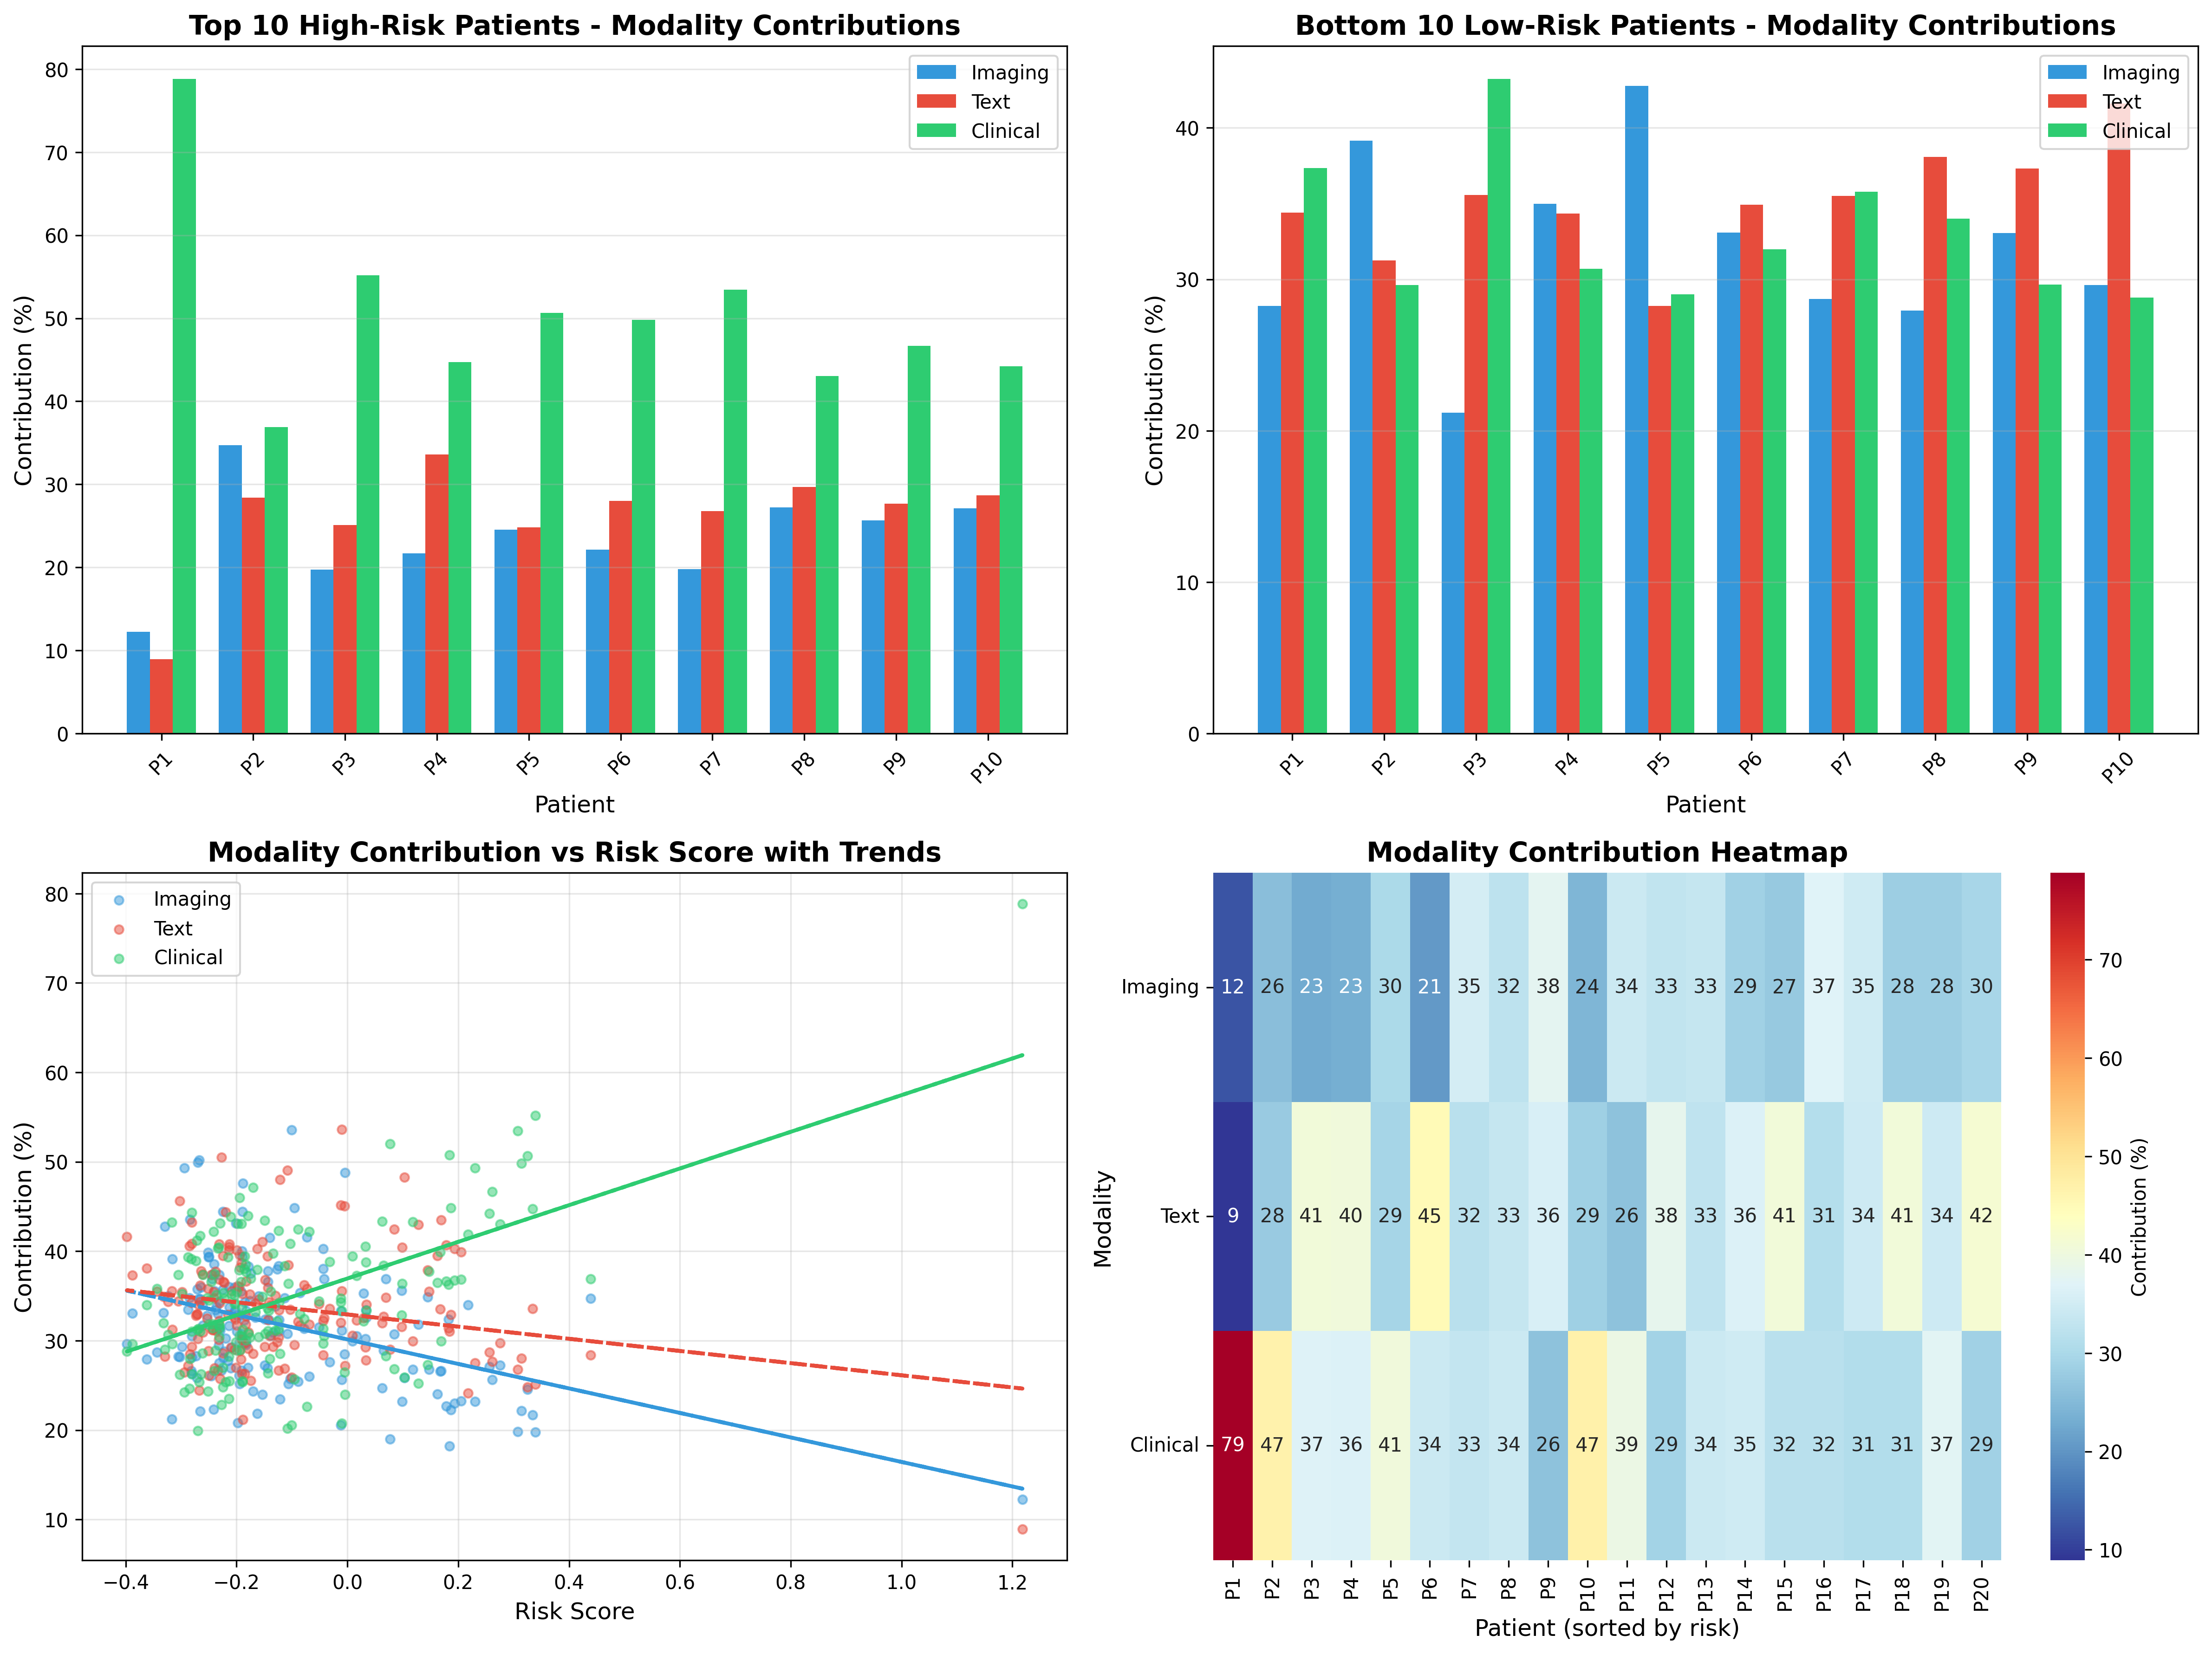 Top 10 High-Risk Patients - Modality Contributions
Contribution (%)
80
70
60
50
40
30
20
10
0
Imaging
Text
Clinical
P1 P2 P3 P4 P5 P6 P7 P8 P9 P10
Patient
Bottom 10 Low-Risk Patients - Modality Contributions
Contribution (%)
40
30
20
10
0
Imaging
Text
Clinical
P1 P2 P3 P4 P5 P6 P7 P8 P9 P10
Patient
Modality Contribution vs Risk Score with Trends
Contribution (%)
80
70
60
50
40
30
20
10
Imaging
Text
Clinical
−0.4 −0.2 0.0 0.2 0.4 0.6 0.8 1.0 1.2
Risk Score
Modality Contribution Heatmap
Modality
Imaging 12 26 23 23 30 21 35 32 38 24 34 33 33 29 27 37 35 28 28 30
Text 9 28 41 40 29 45 32 33 36 29 26 38 33 36 41 31 34 41 34 42
Clinical 79 47 37 36 41 34 33 34 26 47 39 29 34 35 32 32 31 31 37 29
P1 P2 P3 P4 P5 P6 P7 P8 P9 P10 P11 P12 P13 P14 P15 P16 P17 P18 P19 P20
Patient (sorted by risk)
70
60
50
40
30
20
10
Contribution (%)